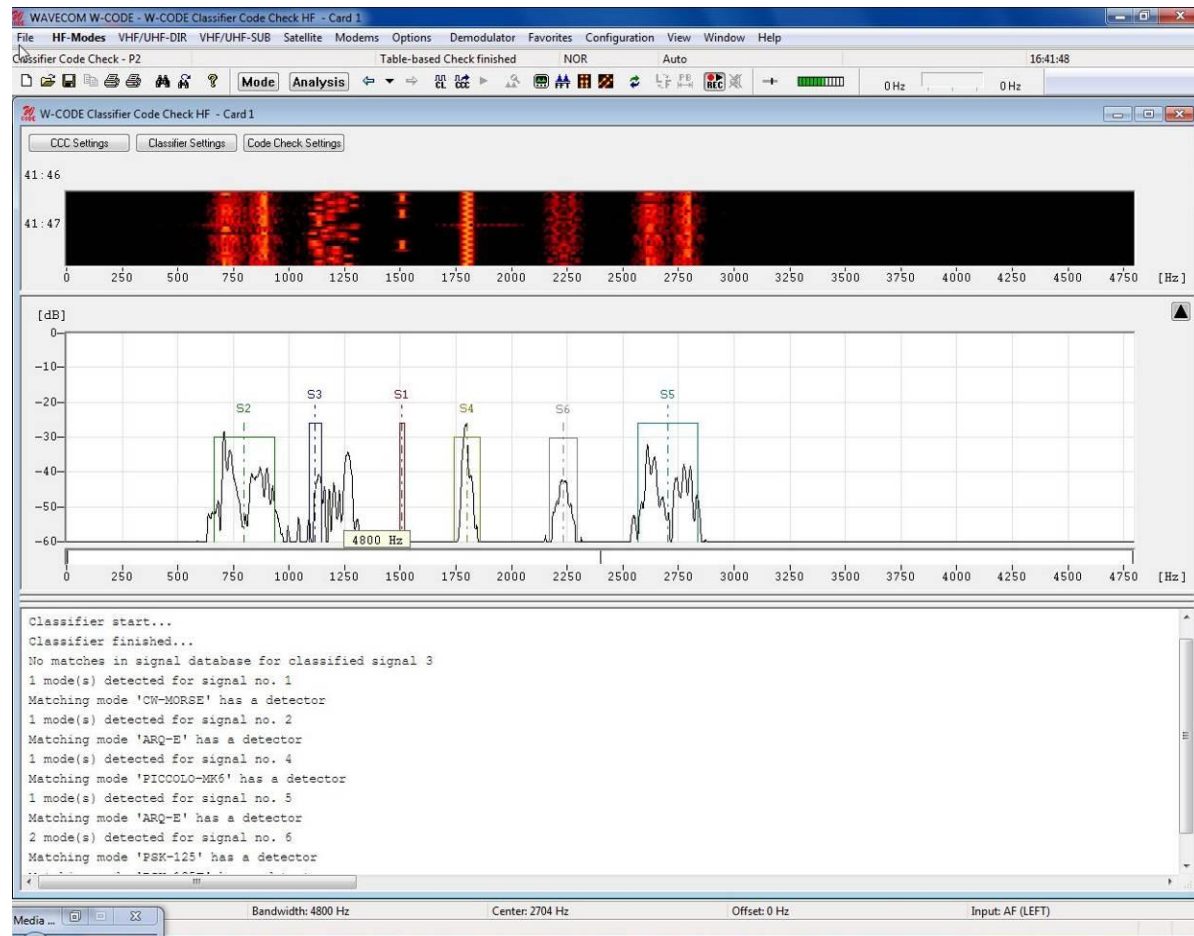 WAVECOM W-CODE - W-CODE Classifier Code Check HF - Card 1
File HF-Modes VHF/UHF-DIR VHF/UHF-SUB Satellite Modems Options Demodulator Favorites Configuration View Window Help
Classifier Code Check - P2 Table-based Check finished NOR Auto 16:41:48
Mode Analysis CL CCC REC 0 Hz 0 Hz
W-CODE Classifier Code Check HF - Card 1
CCC Settings Classifier Settings Code Check Settings
41:46
41:47
0 250 500 750 1000 1250 1500 1750 2000 2250 2500 2750 3000 3250 3500 3750 4000 4250 4500 4750 [Hz]
[dB]
0
-10
-20
S3 S1 S5
S2 S4 S6
-30
-40
-50
-60
4800 Hz
0 250 500 750 1000 1250 1500 1750 2000 2250 2500 2750 3000 3250 3500 3750 4000 4250 4500 4750 [Hz]
Classifier start...
Classifier finished...
No matches in signal database for classified signal 3
1 mode(s) detected for signal no. 1
Matching mode 'CW-MORSE' has a detector
1 mode(s) detected for signal no. 2
Matching mode 'ARQ-E' has a detector
1 mode(s) detected for signal no. 4
Matching mode 'PICCOLO-MK6' has a detector
1 mode(s) detected for signal no. 5
Matching mode 'ARQ-E' has a detector
2 mode(s) detected for signal no. 6
Matching mode 'PSK-125' has a detector
Media ... Bandwidth: 4800 Hz Center: 2704 Hz Offset: 0 Hz Input: AF (LEFT)